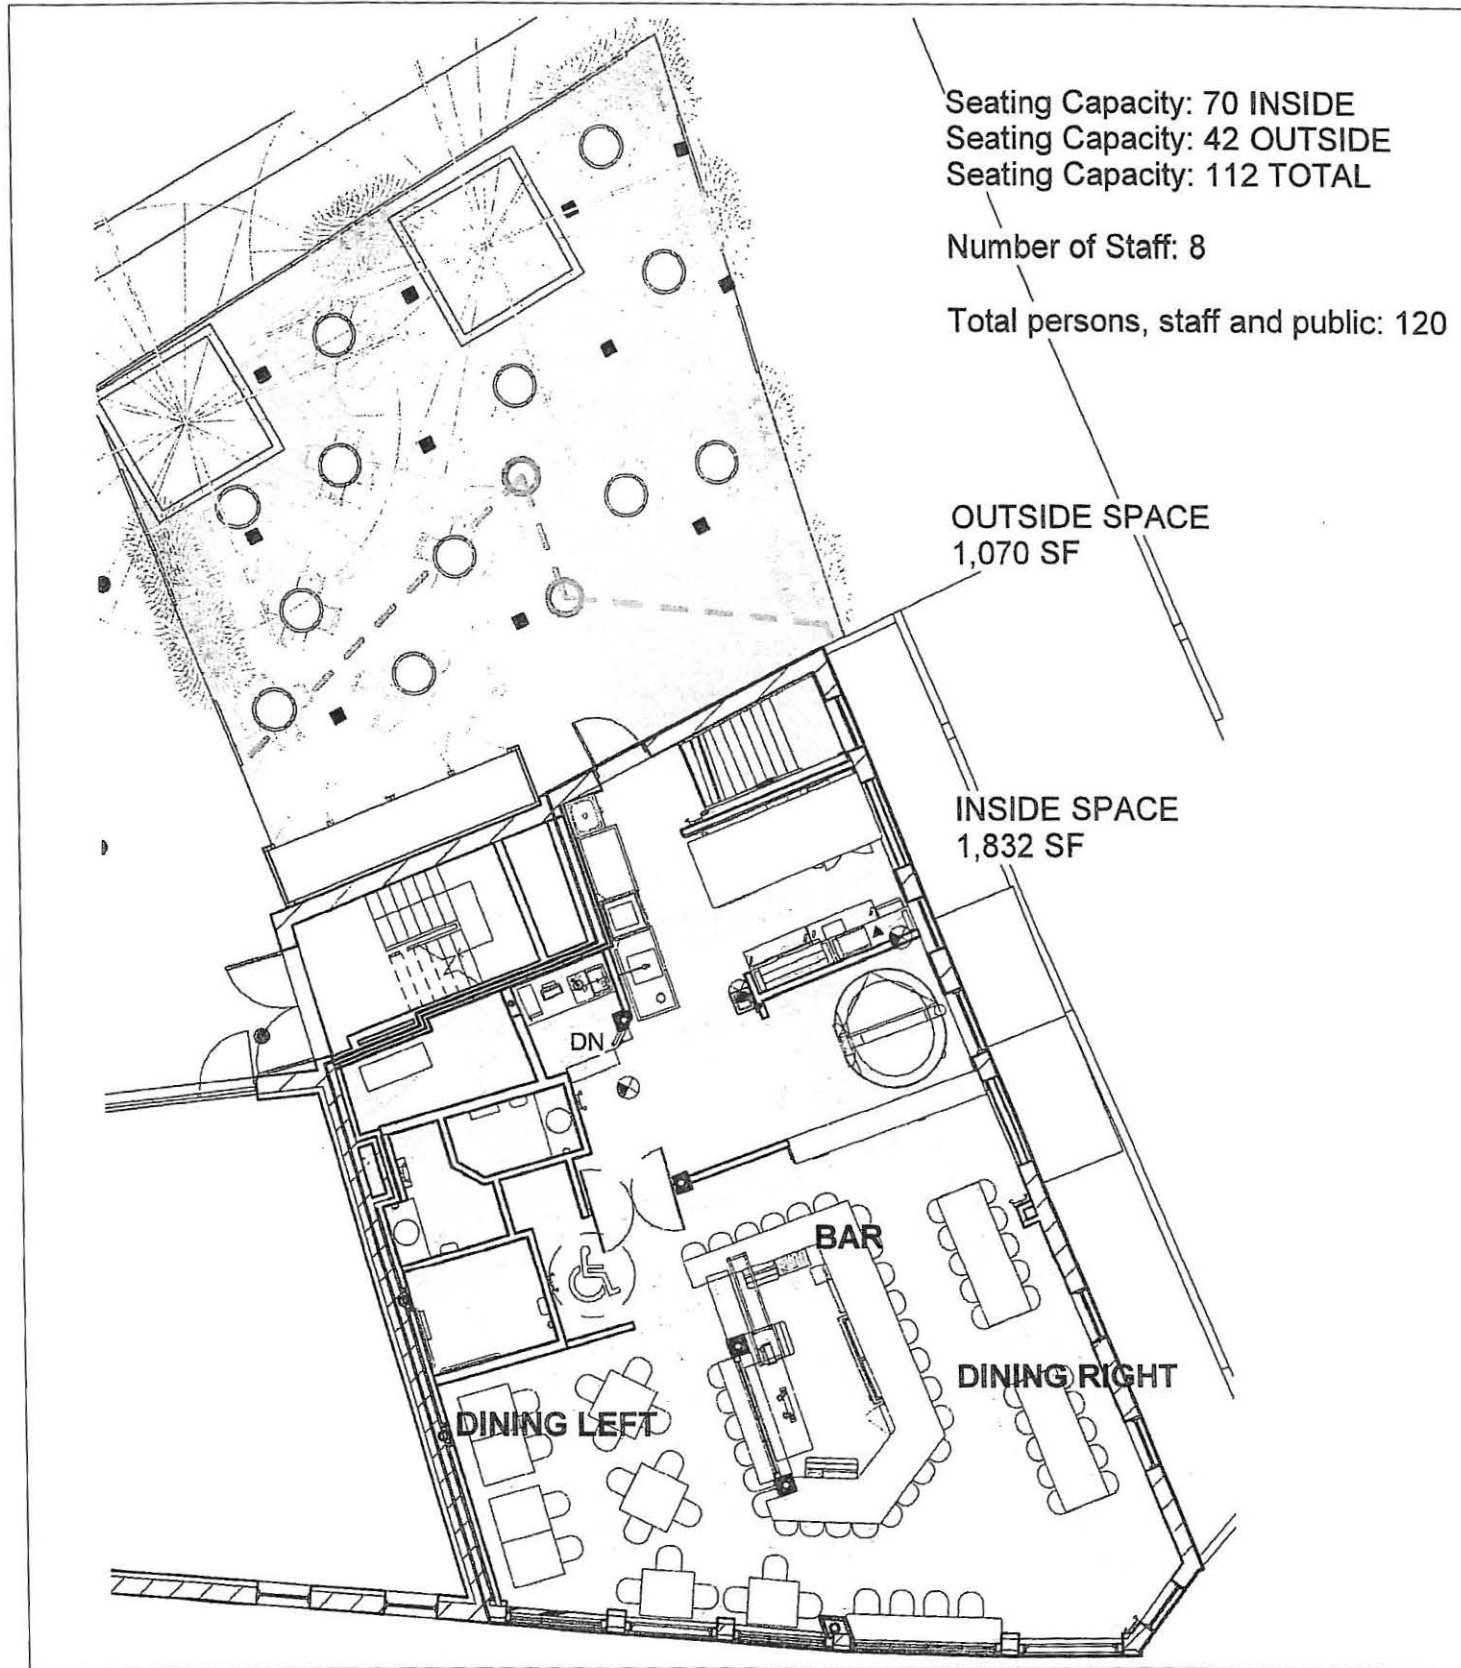 Seating Capacity: 70 INSIDE
Seating Capacity: 42 OUTSIDE
Seating Capacity: 112 TOTAL
Number of Staff: 8
Total persons, staff and public: 120
OUTSIDE SPACE
1,070 SF
INSIDE SPACE
1,832 SF
DN
BAR
DINING RIGHT
DINING LEFT